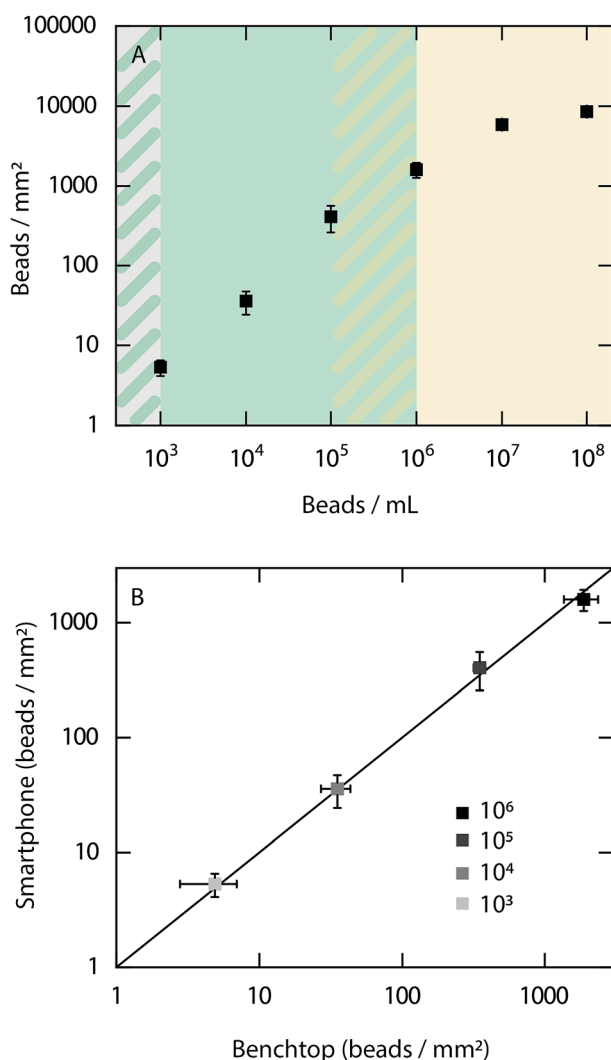 A
100000
10000
1000
100
10
1
Beads / mm²
10³ 10⁴ 10⁵ 10⁶ 10⁷ 10⁸
Beads / mL
B
1000
100
10
1
Smartphone (beads / mm²)
10⁶
10⁵
10⁴
10³
1 10 100 1000
Benchtop (beads / mm²)